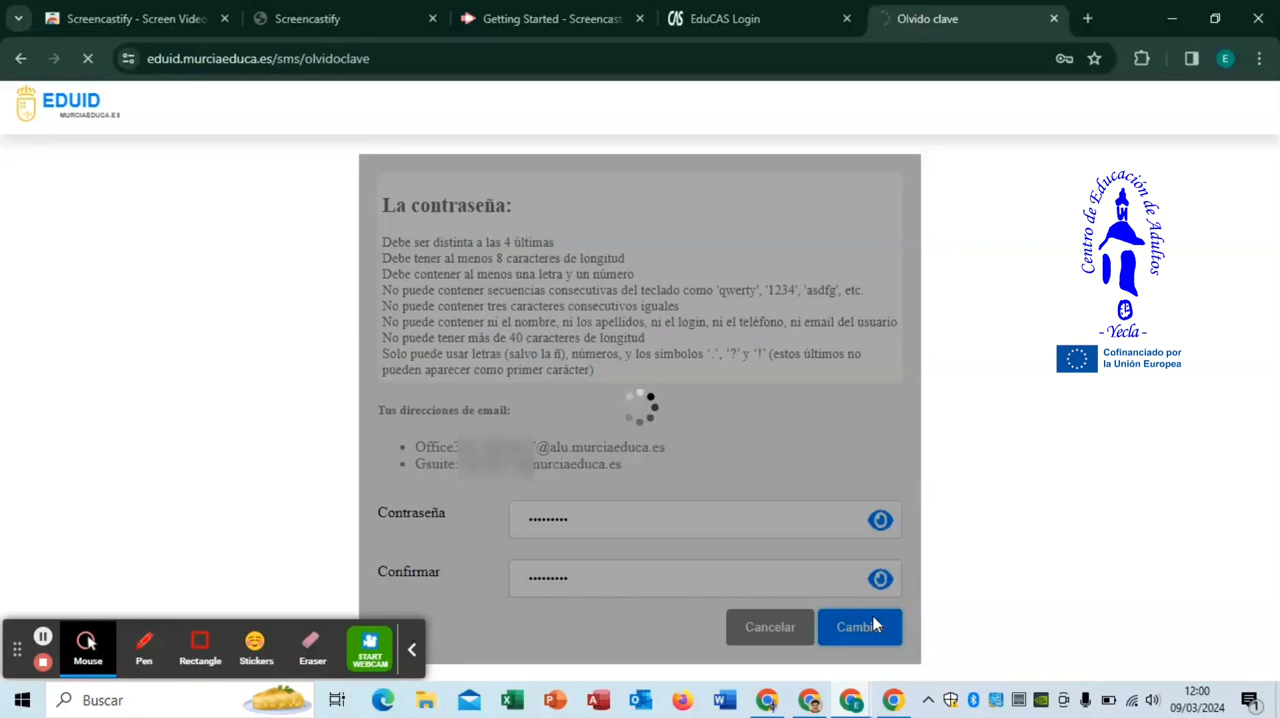 Screencastify - Screen Video
Screencastify
Getting Started - Screencast
CAS EduCAS Login
Olvido clave
eduid.murciaeduca.es/sms/olvidoclave
E
EDUID
MURCIAEDUCA.ES
La contraseña:
Debe ser distinta a las 4 últimas
Debe tener al menos 8 caracteres de longitud
Debe contener al menos una letra y un número
No puede contener secuencias consecutivas del teclado como 'qwerty', '1234', 'asdfg', etc.
No puede contener tres caracteres consecutivos iguales
No puede contener ni el nombre, ni los apellidos, ni el login, ni el teléfono, ni email del usuario
No puede tener más de 40 caracteres de longitud
Solo puede usar letras (salvo la ñ), números, y los símbolos '.', '?' y '!' (estos últimos no
pueden aparecer como primer carácter)
Tus direcciones de email:
@alu.murciaeduca.es
Gsuite: murciaeduca.es
Contraseña
Confirmar
Cancelar
Centro de Educación de Adultos
- Yecla -
Cofinanciado por
la Unión Europea
Mouse
Pen
Rectangle
Stickers
Eraser
START
WEBCAM
Buscar
12:00
09/03/2024
1